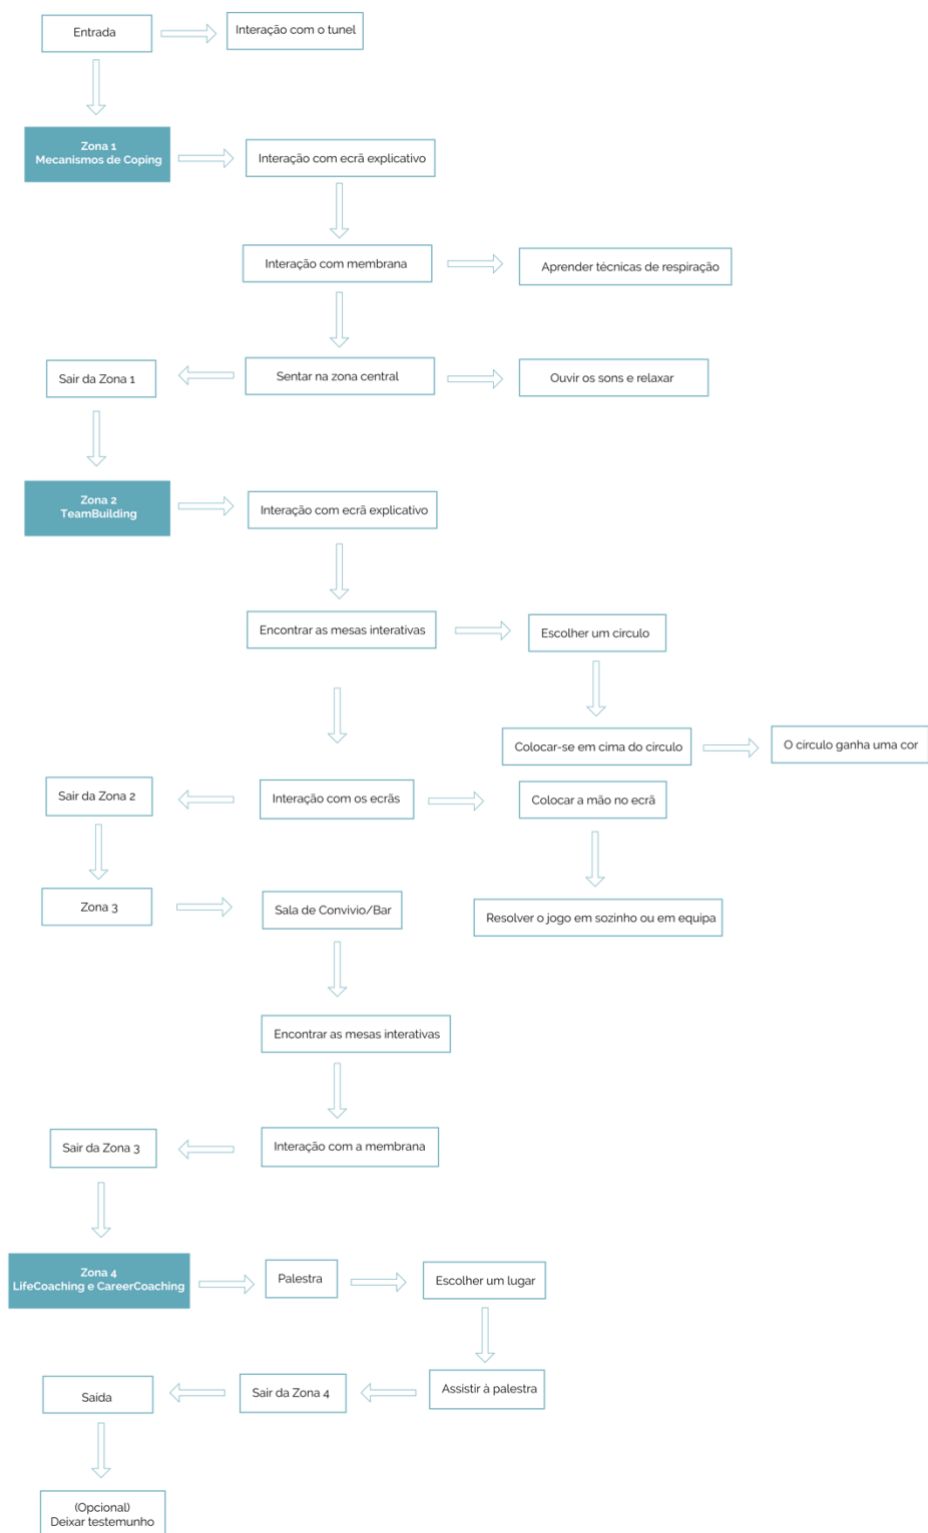 Entrada
Interação com o tunel
Zona 1
Mecanismos de Coping
Interação com ecrã explicativo
Interação com membrana
Aprender técnicas de respiração
Sair da Zona 1
Sentar na zona central
Ouvir os sons e relaxar
Zona 2
TeamBuilding
Interação com ecrã explicativo
Encontrar as mesas interativas
Escolher um circulo
Colocar-se em cima do circulo
O circulo ganha uma cor
Sair da Zona 2
Interação com os ecrãs
Colocar a mão no ecrã
Zona 3
Sala de Convivio/Bar
Resolver o jogo em sozinho ou em equipa
Encontrar as mesas interativas
Sair da Zona 3
Interação com a membrana
Zona 4
LifeCoaching e CareerCoaching
Palestra
Escolher um lugar
Saída
Sair da Zona 4
Assistir à palestra
(Opcional)
Deixar testemunho